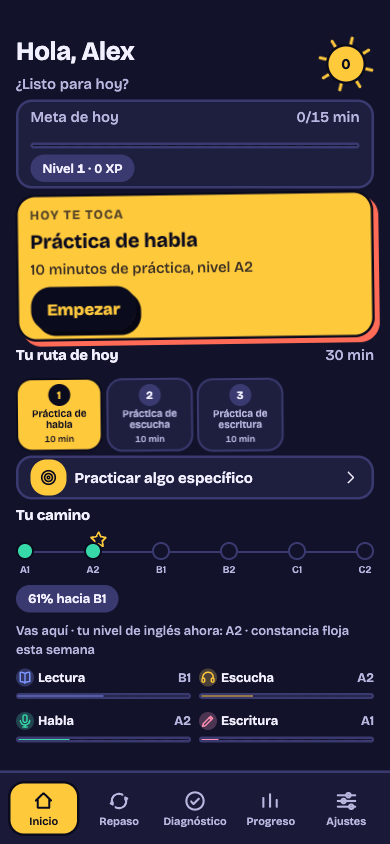 Hola, Alex
0
¿Listo para hoy?
Meta de hoy
0/15 min
Nivel 1 · 0 XP
HOY TE TOCA
Práctica de habla
10 minutos de práctica, nivel A2
Empezar
Tu ruta de hoy
30 min
1
Práctica de
habla
10 min
2
Práctica de
escucha
10 min
3
Práctica de
escritura
10 min
Practicar algo específico
Tu camino
A1
A2
B1
B2
C1
C2
61% hacia B1
Vas aquí · tu nivel de inglés ahora: A2 · constancia floja
esta semana
Lectura
B1
Escucha
A2
Habla
A2
Escritura
A1
Inicio
Repaso
Diagnóstico
Progreso
Ajustes